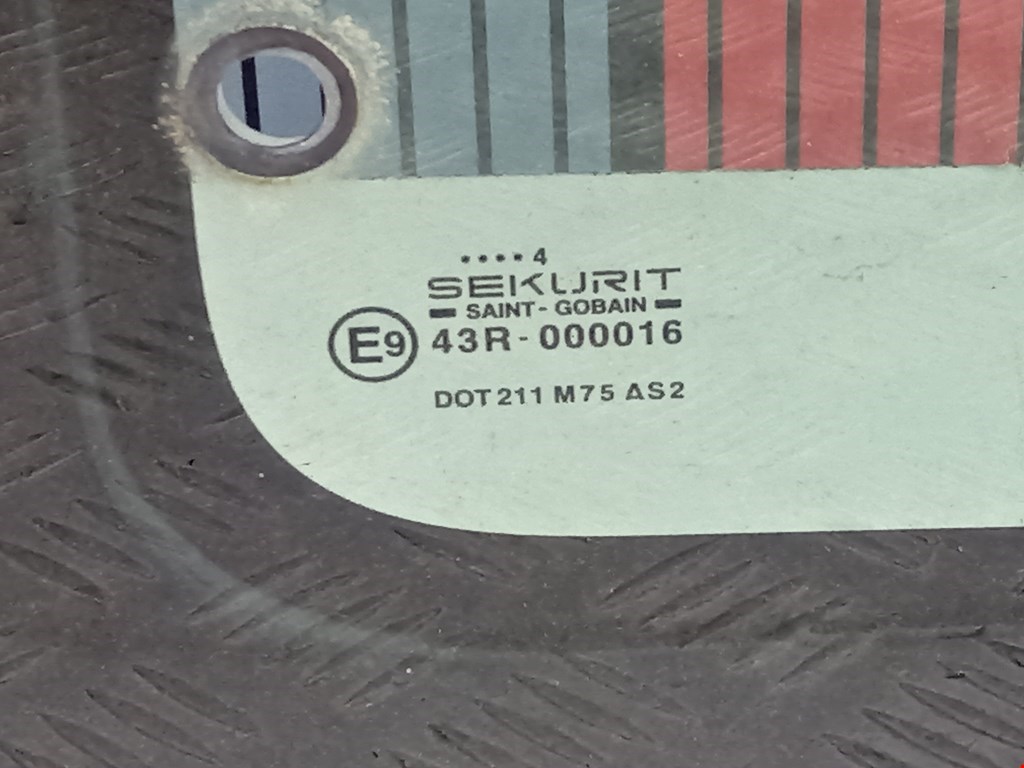 •••• 4
SEKURIT
SAINT-GOBAIN
E9 43R-000016
DOT 211 M75 AS2